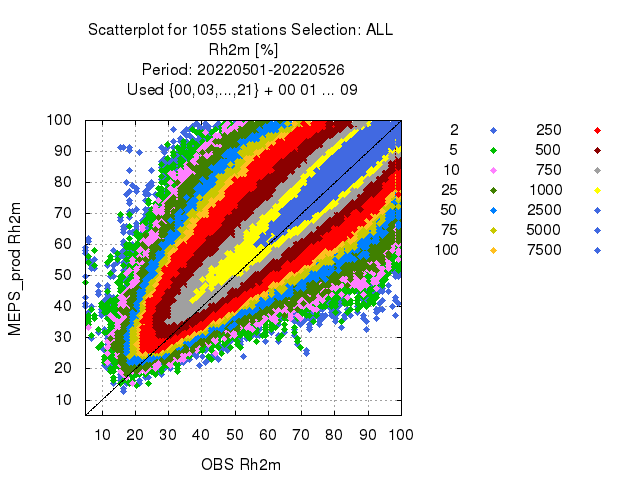 Scatterplot for 1055 stations Selection: ALL
Rh2m [%]
Period: 20220501-20220526
Used {00,03,...,21} + 00 01 ... 09
100
90
80
70
60
50
40
30
20
10
MEPS_prod Rh2m
10 20 30 40 50 60 70 80 90 100
OBS Rh2m
2 250
5 500
10 750
25 1000
50 2500
75 5000
100 7500